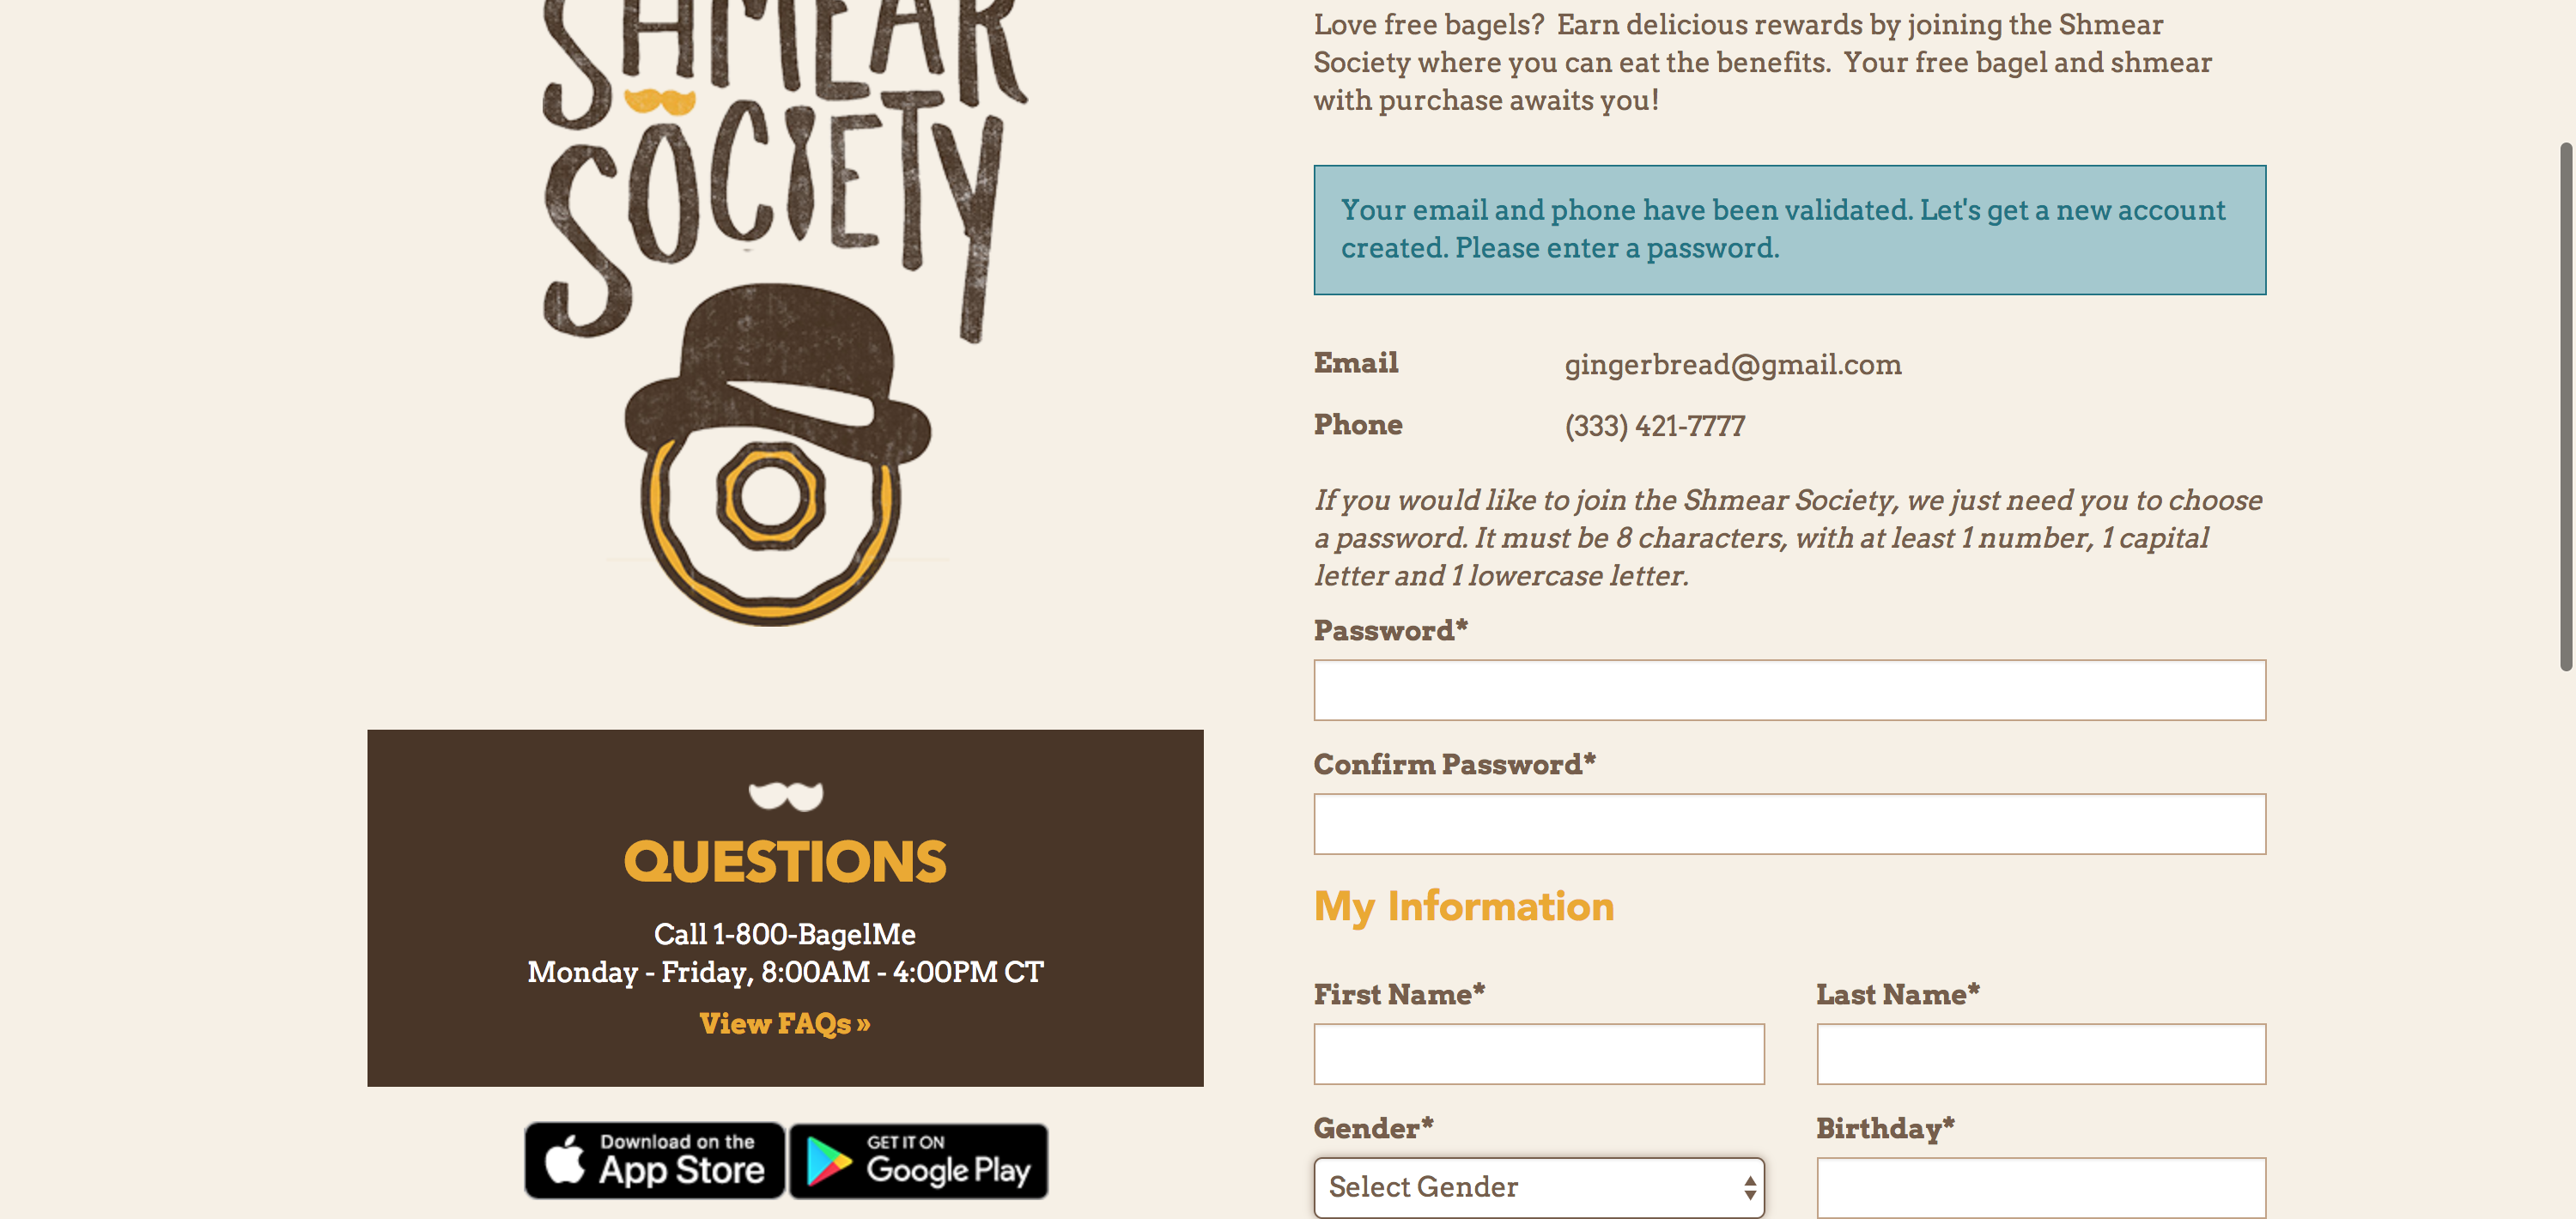 SHMEAR
SOCIETY
QUESTIONS
Call 1-800-BagelMe
Monday - Friday, 8:00AM - 4:00PM CT
View FAQs »
Download on the
App Store
GET IT ON
Google Play
Love free bagels?  Earn delicious rewards by joining the Shmear
Society where you can eat the benefits.  Your free bagel and shmear
with purchase awaits you!
Your email and phone have been validated. Let's get a new account
created. Please enter a password.
Email gingerbread@gmail.com
Phone (333) 421-7777
If you would like to join the Shmear Society, we just need you to choose
a password. It must be 8 characters, with at least 1 number, 1 capital
letter and 1 lowercase letter.
Password*
Confirm Password*
My Information
First Name* Last Name*
Gender* Birthday*
Select Gender